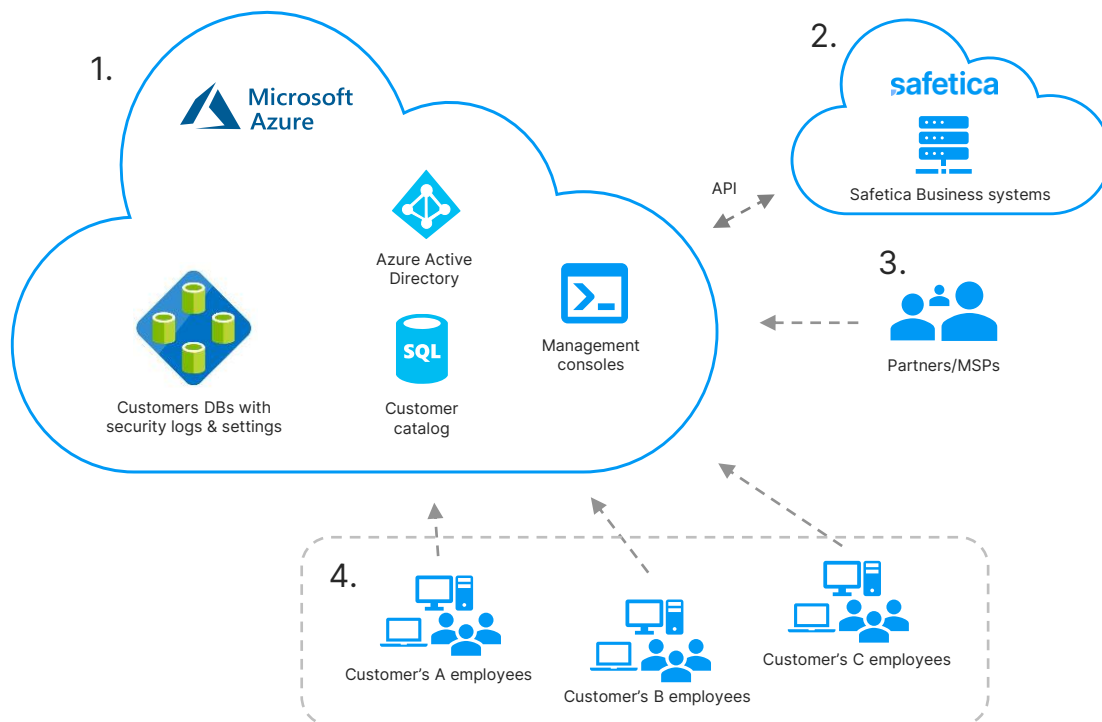 1.
Microsoft
Azure
Azure Active
Directory
SQL
Customers DBs with
security logs & settings
Customer
catalog
Management
consoles
API
2.
safetica
Safetica Business systems
3.
Partners/MSPs
4.
Customer's A employees
Customer's B employees
Customer's C employees